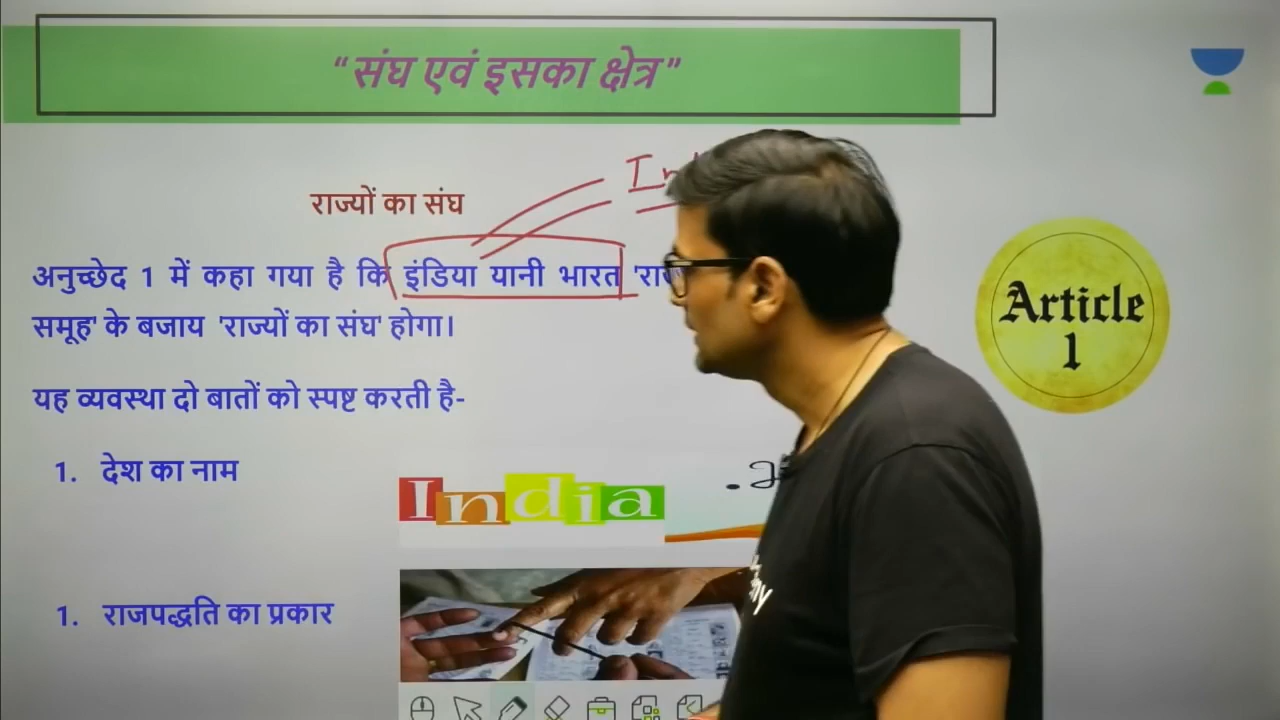 “संघ एवं इसका क्षेत्र”
राज्यों का संघ
अनुच्छेद 1 में कहा गया है कि इंडिया यानी भारत
समूह' के बजाय 'राज्यों का संघ' होगा।
यह व्यवस्था दो बातों को स्पष्ट करती है-
1. देश का नाम
India
1. राजपद्धति का प्रकार
Article
1